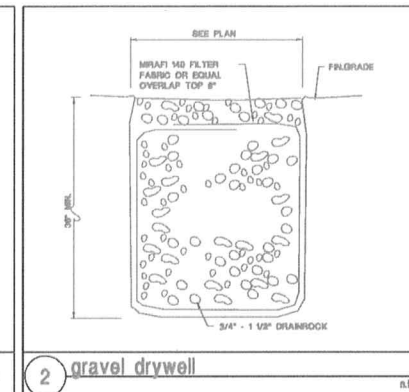 SEE PLAN
MIRAFI 140 FILTER
FABRIC OR EQUAL
OVERLAP TOP 6"
FIN.GRADE
36" MIN.
3/4" - 1 1/2" DRAINROCK
2 gravel drywell